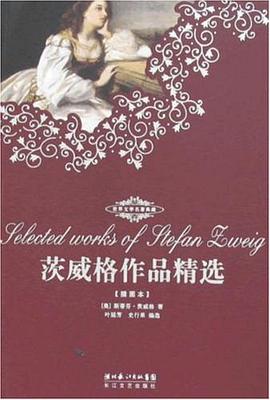 世界文学名著典藏
Selected works of Stefan Zweig
茨威格作品精选
【插图本】
[奥] 斯蒂芬·茨威格 著
叶廷芳 史行果 编选
湖北长江出版集团
长江文艺出版社